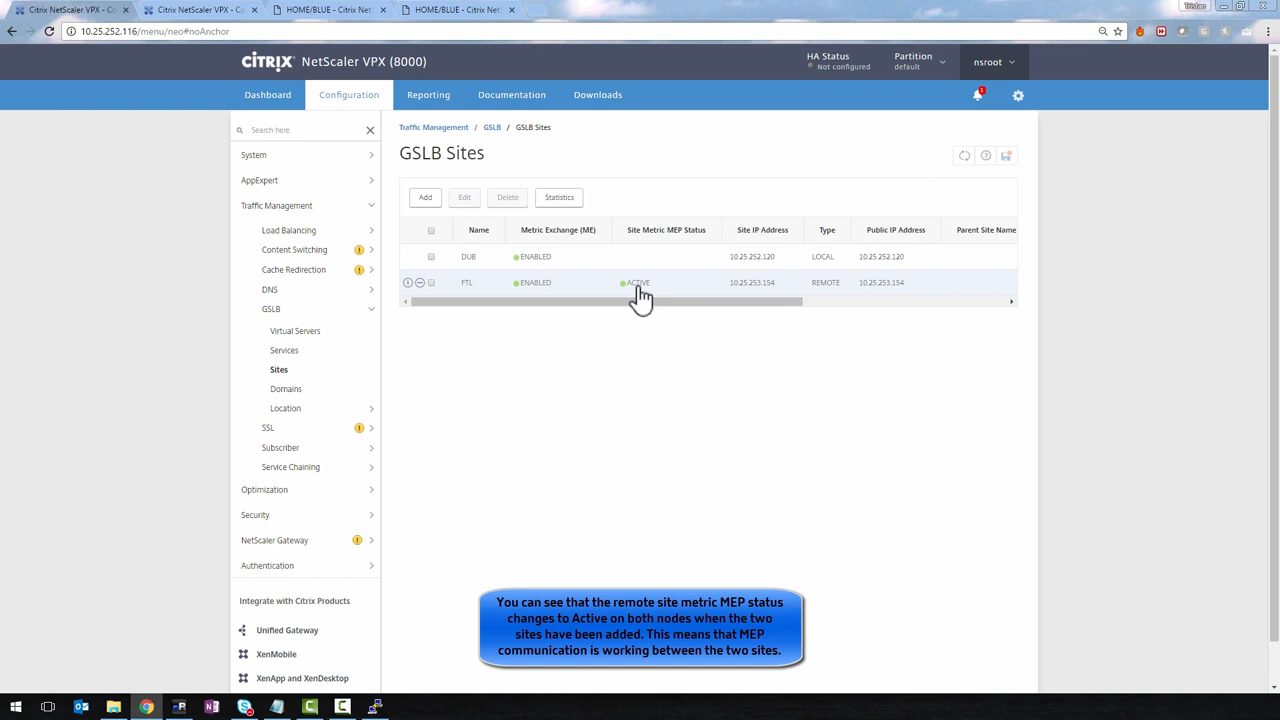 Citrix NetScaler VPX - C
Citrix NetScaler VPX - C
HOME/BLUE - Citrix NetS
HOME/BLUE - Citrix NetS
Tristan
10.25.252.116/menu/neo#noAnchor
CITRIX NetScaler VPX (8000)
HA Status
Not configured
Partition
default
nsroot
Dashboard
Configuration
Reporting
Documentation
Downloads
1
Search here
System
AppExpert
Traffic Management
Load Balancing
Content Switching
Cache Redirection
DNS
GSLB
Virtual Servers
Services
Sites
Domains
Location
SSL
Subscriber
Service Chaining
Optimization
Security
NetScaler Gateway
Authentication
Integrate with Citrix Products
Unified Gateway
XenMobile
XenApp and XenDesktop
Traffic Management / GSLB / GSLB Sites
GSLB Sites
Add Edit Delete Statistics
Name Metric Exchange (ME) Site Metric MEP Status Site IP Address Type Public IP Address Parent Site Name
DUB ENABLED 10.25.252.120 LOCAL 10.25.252.120
FTL ENABLED ACTIVE 10.25.253.154 REMOTE 10.25.253.154
You can see that the remote site metric MEP status
changes to Active on both nodes when the two
sites have been added. This means that MEP
communication is working between the two sites.